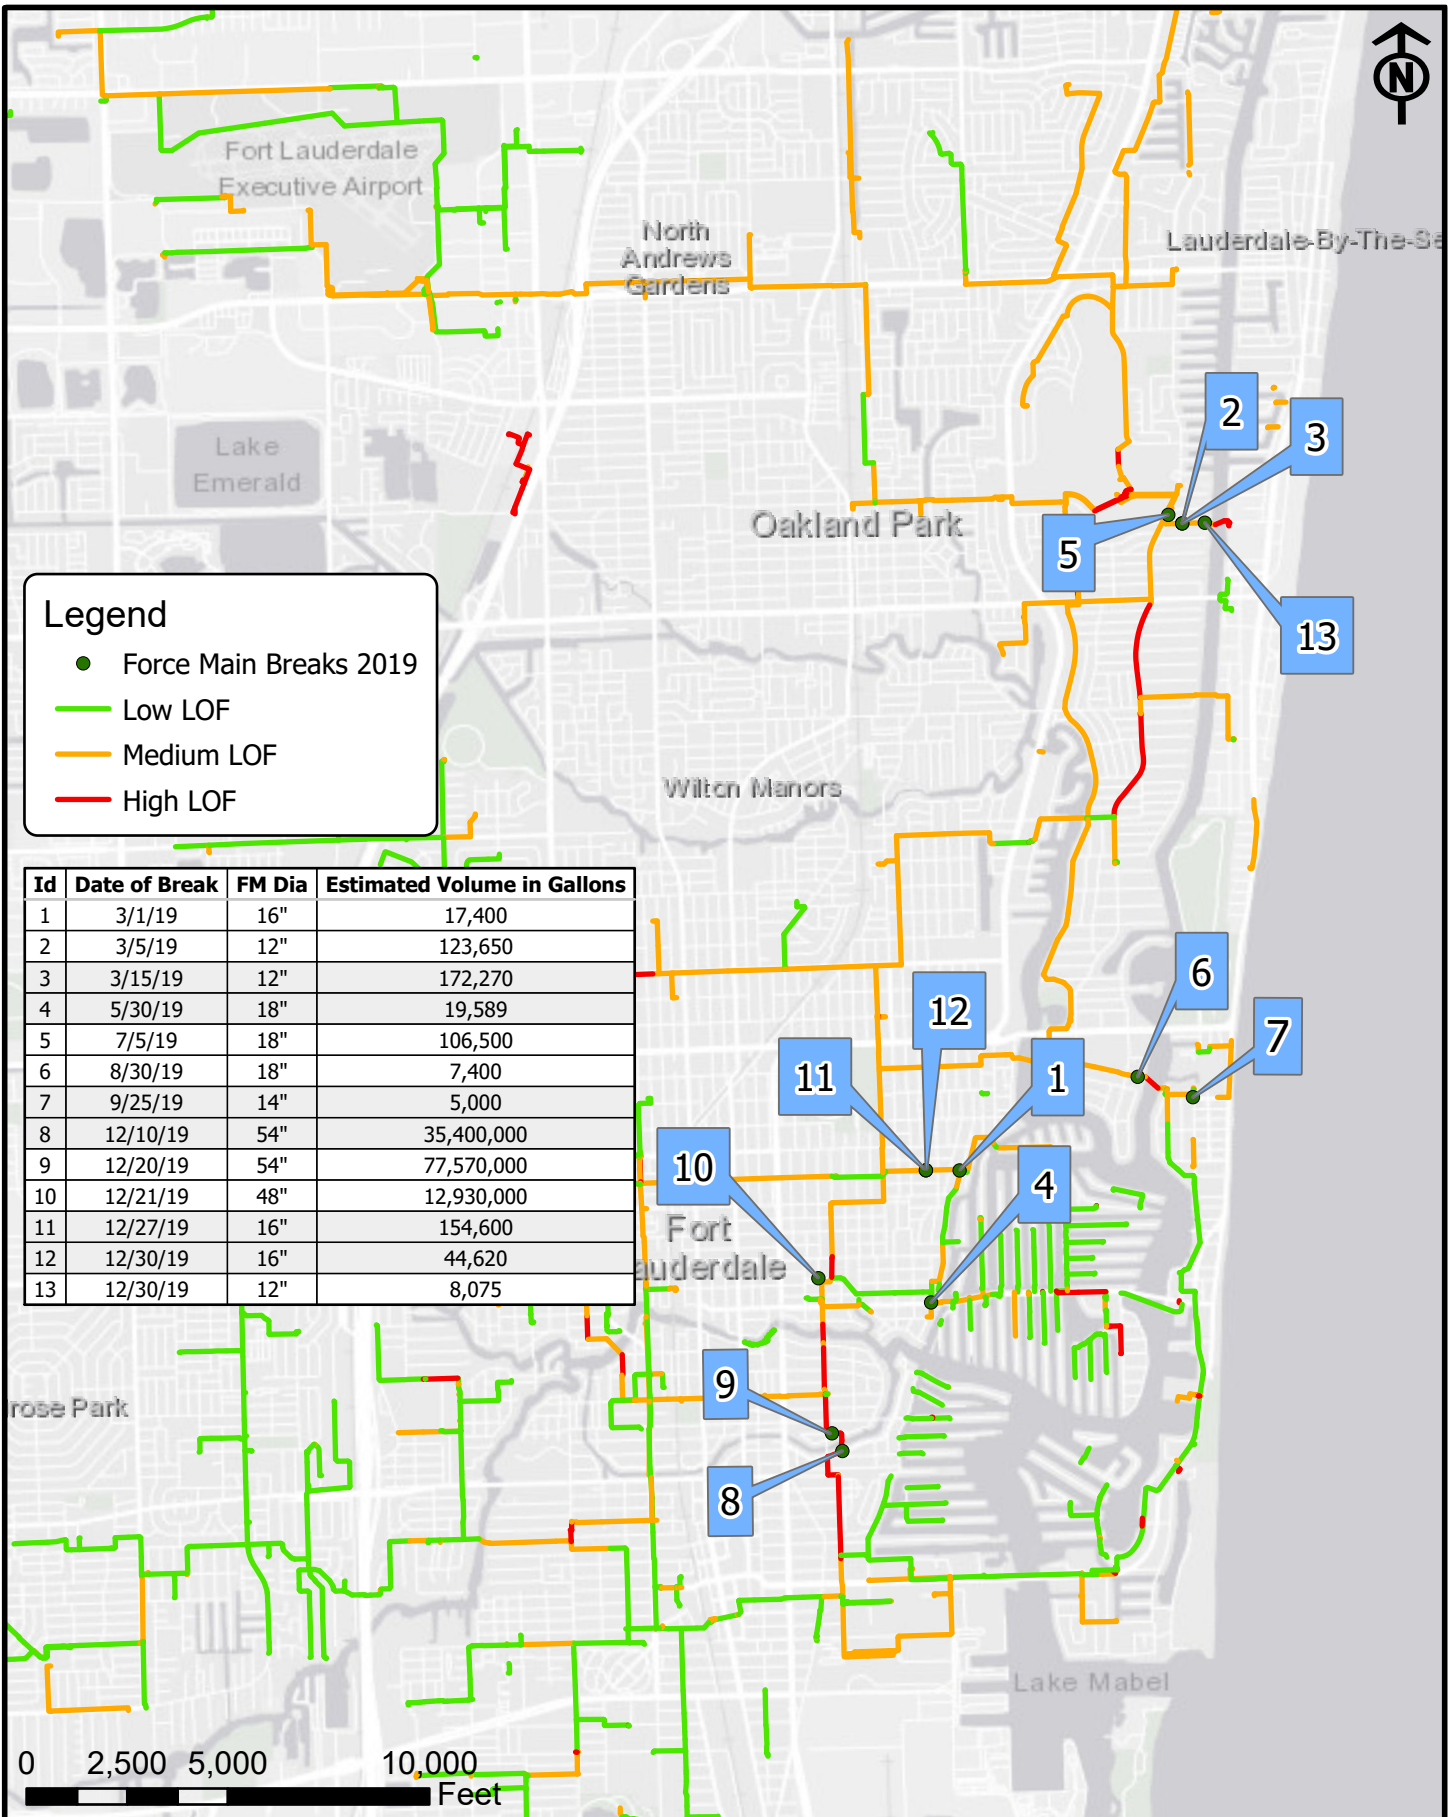 N
Fort Lauderdale
Executive Airport
North
Andrews
Gardens
Lauderdale-By-The-Se
Lake
Emerald
2
3
Oakland Park
5
13
Legend
Force Main Breaks 2019
Low LOF
Medium LOF
High LOF
Wilton Manors
Id Date of Break FM Dia Estimated Volume in Gallons
1 3/1/19 16" 17,400
2 3/5/19 12" 123,650
3 3/15/19 12" 172,270
4 5/30/19 18" 19,589
5 7/5/19 18" 106,500
6 8/30/19 18" 7,400
7 9/25/19 14" 5,000
8 12/10/19 54" 35,400,000
9 12/20/19 54" 77,570,000
10 12/21/19 48" 12,930,000
11 12/27/19 16" 154,600
12 12/30/19 16" 44,620
13 12/30/19 12" 8,075
6
12
7
11
1
10
4
Fort
auderdale
9
rose Park
8
Lake Mabel
0 2,500 5,000 10,000
Feet